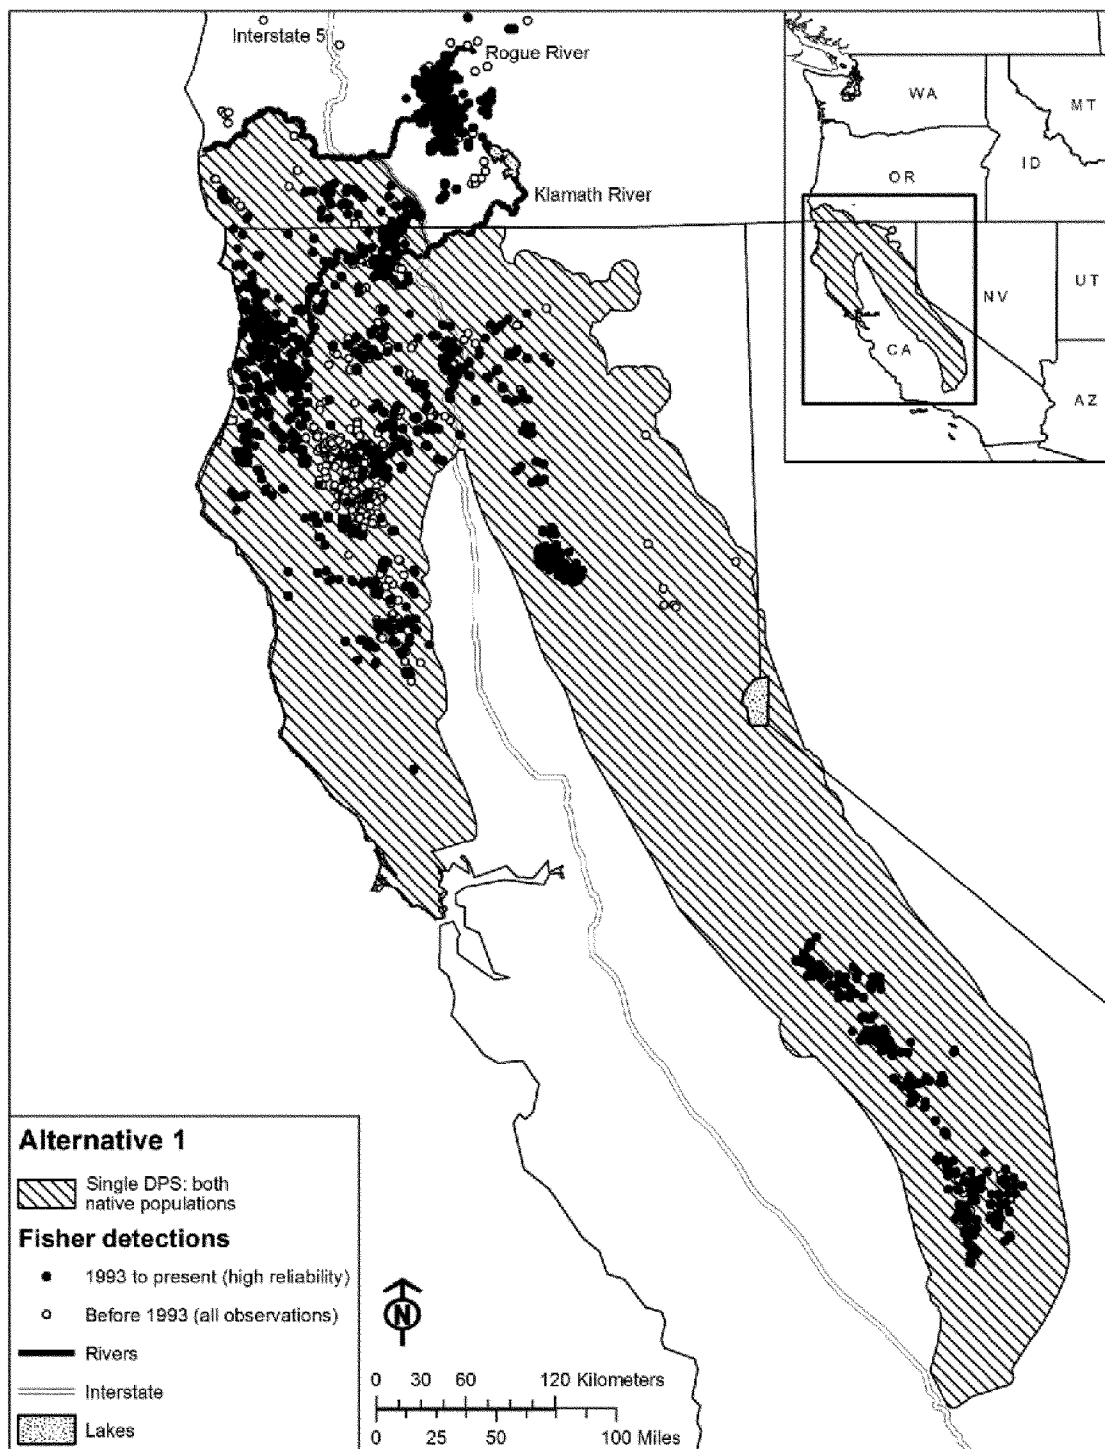 Interstate 5
Rogue River
Klamath River
WA
MT
OR
ID
NV
UT
CA
AZ
Alternative 1
Single DPS: both
native populations
Fisher detections
1993 to present (high reliability)
Before 1993 (all observations)
Rivers
Interstate
Lakes
N
0 30 60 120 Kilometers
0 25 50 100 Miles